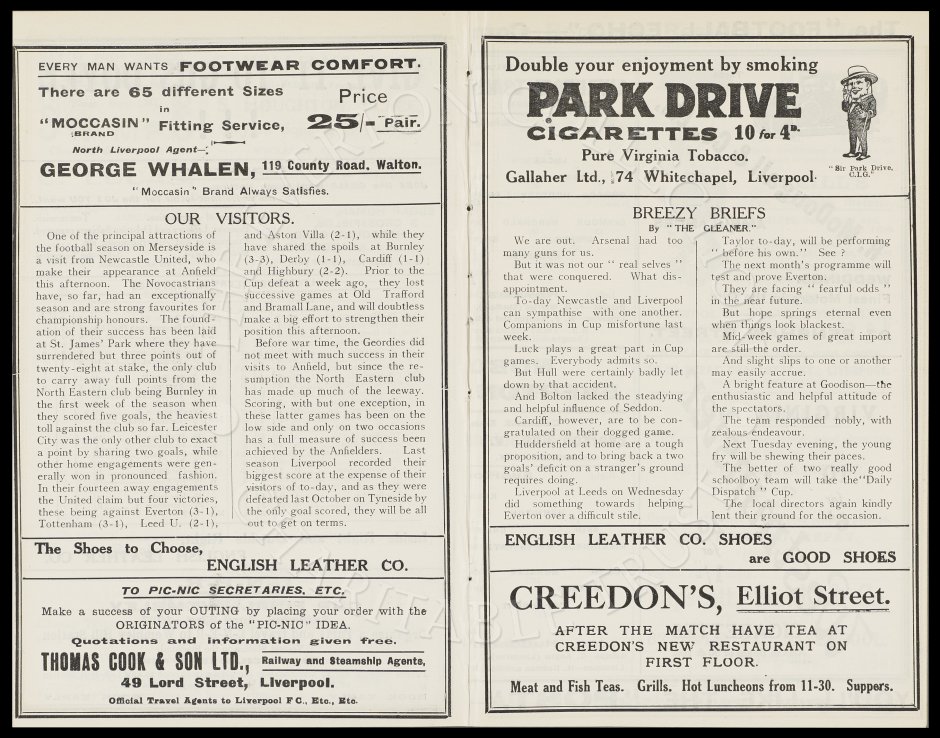 EVERY MAN WANTS FOOTWEAR COMFORT.
There are 65 different Sizes
in
"MOCCASIN" Fitting Service,
BRAND
Price
25/- Pair.
North Liverpool Agent—
GEORGE WHALEN, 119 County Road, Walton.
"Moccasin" Brand Always Satisfies.
OUR VISITORS.
One of the principal attractions of
the football season on Merseyside is
a visit from Newcastle United, who
make their appearance at Anfield
this afternoon. The Novocastrians
have, so far, had an exceptionally
season and are strong favourites for
championship honours. The found-
ation of their success has been laid
at St. James' Park where they have
surrendered but three points out of
twenty-eight at stake, the only club
to carry away full points from the
North Eastern club being Burnley in
the first week of the season when
they scored five goals, the heaviest
toll against the club so far. Leicester
City was the only other club to exact
a point by sharing two goals, while
other home engagements were gen-
erally won in pronounced fashion.
In their fourteen away engagements
the United claim but four victories,
these being against Everton (3-1),
Tottenham (3-1), Leed U. (2-1),
and Aston Villa (2-1), while they
have shared the spoils at Burnley
(3-3), Derby (1-1), Cardiff (1-1)
and Highbury (2-2). Prior to the
Cup defeat a week ago, they lost
successive games at Old Trafford
and Bramall Lane, and will doubtless
make a big effort to strengthen their
position this afternoon.
Before war time, the Geordies did
not meet with much success in their
visits to Anfield, but since the re-
sumption the North Eastern club
has made up much of the leeway.
Scoring, with but one exception, in
these latter games has been on the
low side and only on two occasions
has a full measure of success been
achieved by the Anfielders. Last
season Liverpool recorded their
biggest score at the expense of their
visitors of to-day, and as they were
defeated last October on Tyneside by
the only goal scored, they will be all
out to get on terms.
The Shoes to Choose,
ENGLISH LEATHER CO.
TO PIC-NIC SECRETARIES, ETC.
Make a success of your OUTING by placing your order with the
ORIGINATORS of the "PIC-NIC" IDEA.
Quotations and information given free.
THOMAS COOK & SON LTD., Railway and Steamship Agents,
49 Lord Street, Liverpool.
Official Travel Agents to Liverpool F C., Etc., Etc.
Double your enjoyment by smoking
PARK DRIVE
CIGARETTES 10 for 4D.
Pure Virginia Tobacco.
Gallaher Ltd., 74 Whitechapel, Liverpool.
"Sir Park Drive,
C.I.G."
BREEZY BRIEFS
By "THE GLEANER."
We are out. Arsenal had too
many guns for us.
But it was not our "real selves"
that were conquered. What dis-
appointment.
To-day Newcastle and Liverpool
can sympathise with one another.
Companions in Cup misfortune last
week.
Luck plays a great part in Cup
games. Everybody admits so.
But Hull were certainly badly let
down by that accident.
And Bolton lacked the steadying
and helpful influence of Seddon.
Cardiff, however, are to be con-
gratulated on their dogged game.
Huddersfield at home are a tough
proposition, and to bring back a two
goals' deficit on a stranger's ground
requires doing.
Liverpool at Leeds on Wednesday
did something towards helping
Everton over a difficult stile.
Taylor to-day, will be performing
"before his own." See ?
The next month's programme will
test and prove Everton.
They are facing "fearful odds"
in the near future.
But hope springs eternal even
when things look blackest.
Mid-week games of great import
are still the order.
And slight slips to one or another
may easily accrue.
A bright feature at Goodison—the
enthusiastic and helpful attitude of
the spectators.
The team responded nobly, with
zealous endeavour.
Next Tuesday evening, the young
fry will be shewing their paces.
The better of two really good
schoolboy team will take the "Daily
Dispatch" Cup.
The local directors again kindly
lent their ground for the occasion.
ENGLISH LEATHER CO. SHOES
are GOOD SHOES
CREEDON'S, Elliot Street.
AFTER THE MATCH HAVE TEA AT
CREEDON'S NEW RESTAURANT ON
FIRST FLOOR.
Meat and Fish Teas. Grills. Hot Luncheons from 11-30. Suppers.